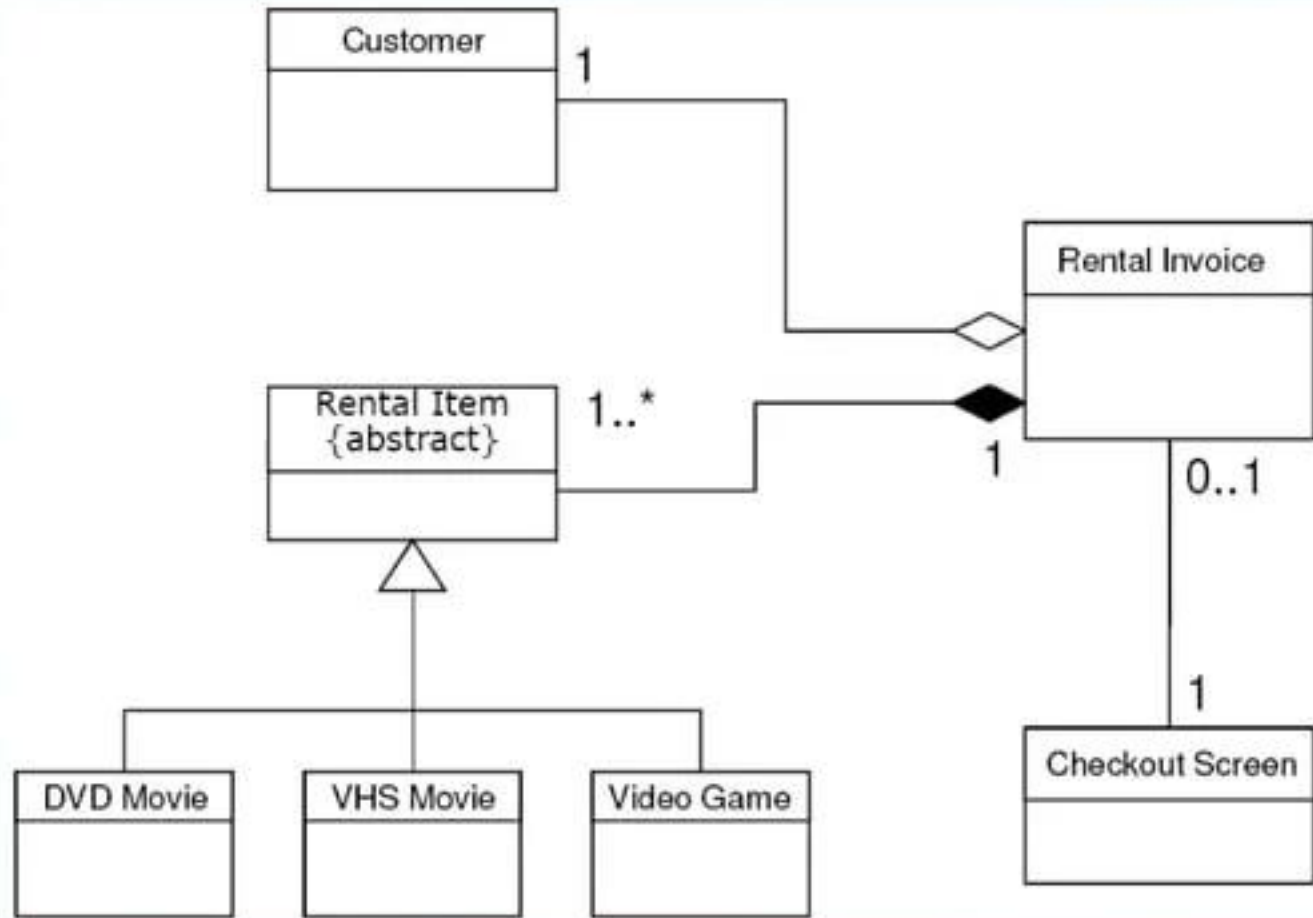 Customer
1
Rental Invoice
Rental Item
{abstract}
1..*
1
0..1
1
Checkout Screen
DVD Movie
VHS Movie
Video Game